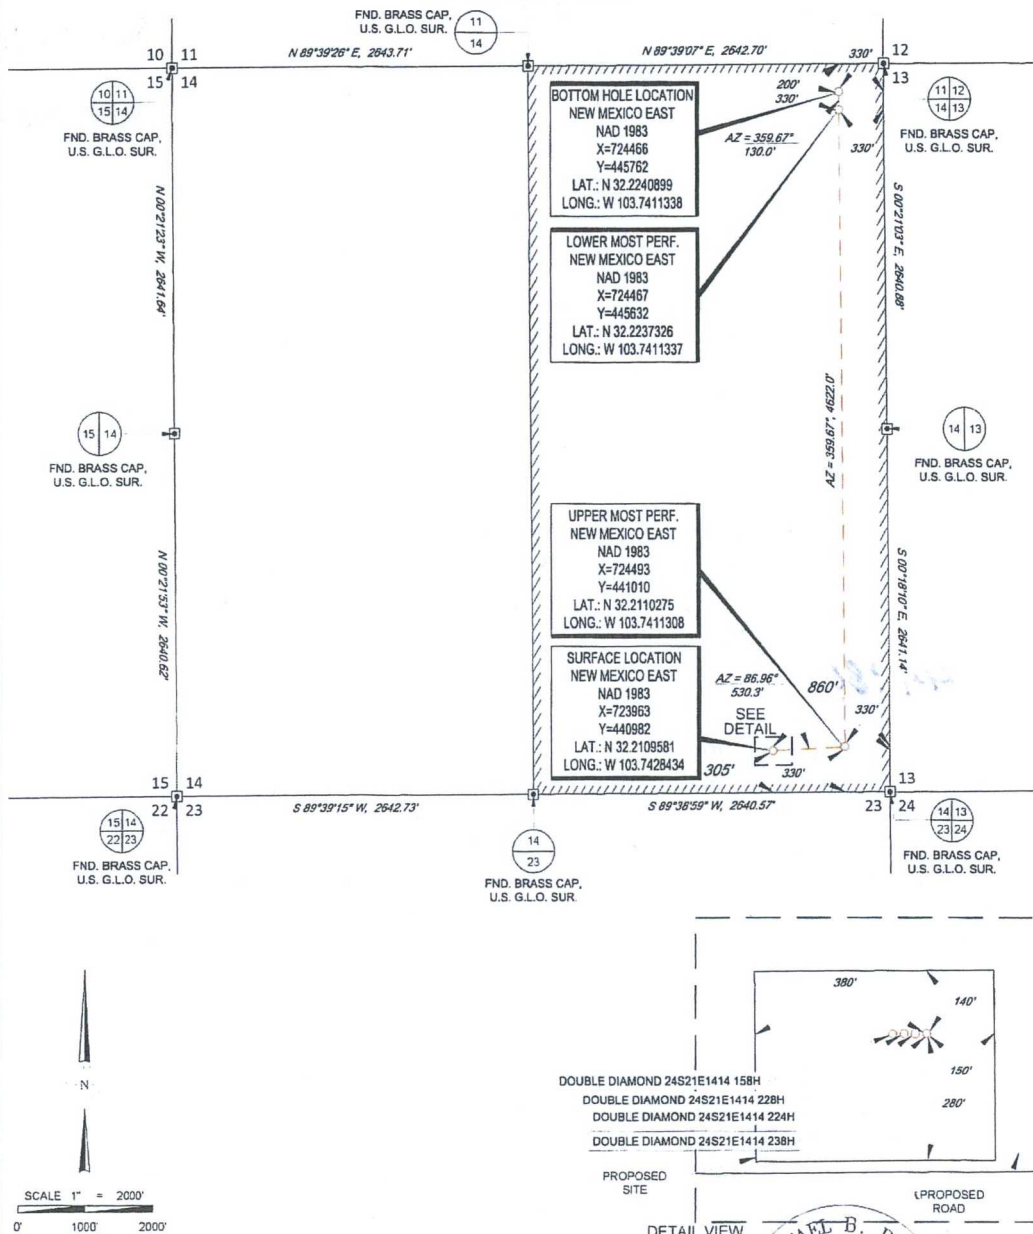 FND. BRASS CAP,
U.S. G.L.O. SUR.
11
14
N 89°39'26" E, 2643.71'
N 89°39'07" E, 2642.70'
330'
10 11
15 14
12
13
10 11
15 14
FND. BRASS CAP,
U.S. G.L.O. SUR.
11 12
14 13
FND. BRASS CAP,
U.S. G.L.O. SUR.
BOTTOM HOLE LOCATION
NEW MEXICO EAST
NAD 1983
X=724466
Y=445762
LAT.: N 32.2240899
LONG.: W 103.7411338
200'
330'
AZ = 359.67°
130.0'
330'
LOWER MOST PERF.
NEW MEXICO EAST
NAD 1983
X=724467
Y=445632
LAT.: N 32.2237326
LONG.: W 103.7411337
N 00°21'23" W, 2641.64'
S 00°21'03" E, 2640.88'
AZ = 359.67°, 4622.0'
15 14
FND. BRASS CAP,
U.S. G.L.O. SUR.
14 13
FND. BRASS CAP,
U.S. G.L.O. SUR.
UPPER MOST PERF.
NEW MEXICO EAST
NAD 1983
X=724493
Y=441010
LAT.: N 32.2110275
LONG.: W 103.7411308
N 00°21'53" W, 2640.62'
S 00°18'10" E, 2641.14'
SURFACE LOCATION
NEW MEXICO EAST
NAD 1983
X=723963
Y=440982
LAT.: N 32.2109581
LONG.: W 103.7428434
AZ = 86.96°
530.3'
860'
330'
SEE
DETAIL
305'
330'
15 14
22 23
13
23 24
S 89°39'15" W, 2642.73'
S 89°38'59" W, 2640.57'
15 14
22 23
FND. BRASS CAP,
U.S. G.L.O. SUR.
14
23
FND. BRASS CAP,
U.S. G.L.O. SUR.
14 13
23 24
FND. BRASS CAP,
U.S. G.L.O. SUR.
380'
140'
150'
280'
DOUBLE DIAMOND 24S21E1414 158H
DOUBLE DIAMOND 24S21E1414 228H
DOUBLE DIAMOND 24S21E1414 224H
DOUBLE DIAMOND 24S21E1414 238H
PROPOSED
SITE
PROPOSED
ROAD
N
SCALE 1" = 2000'
0' 1000' 2000'
DETAIL VIEW
B.